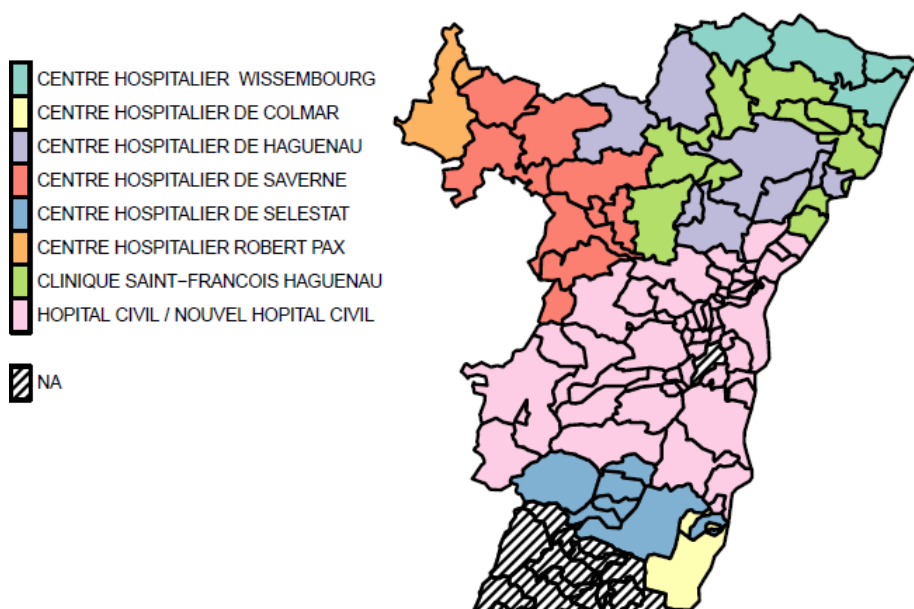 CENTRE HOSPITALIER WISSEMBOURG
CENTRE HOSPITALIER DE COLMAR
CENTRE HOSPITALIER DE HAGUENAU
CENTRE HOSPITALIER DE SAVERNE
CENTRE HOSPITALIER DE SELESTAT
CENTRE HOSPITALIER ROBERT PAX
CLINIQUE SAINT−FRANCOIS HAGUENAU
HOPITAL CIVIL / NOUVEL HOPITAL CIVIL
NA